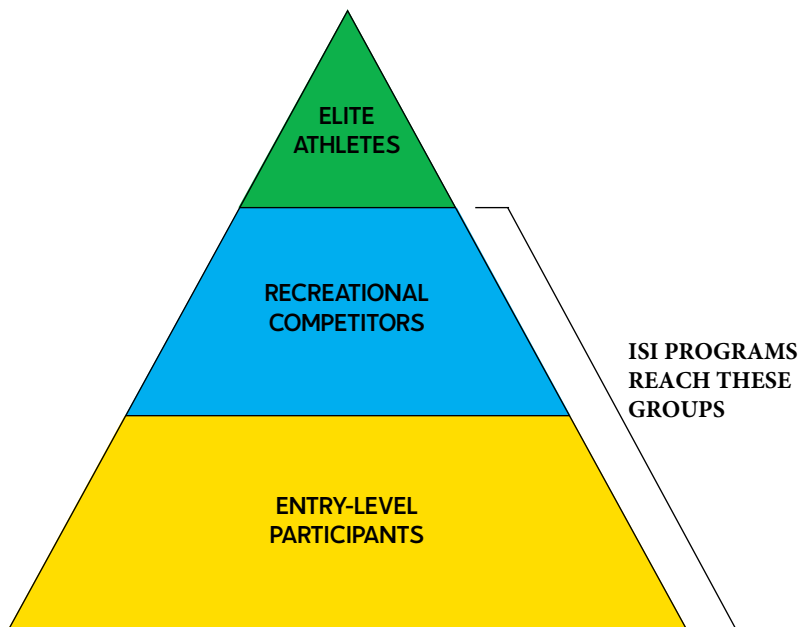 ELITE
ATHLETES
RECREATIONAL
COMPETITORS
ISI PROGRAMS
REACH THESE
GROUPS
ENTRY-LEVEL
PARTICIPANTS